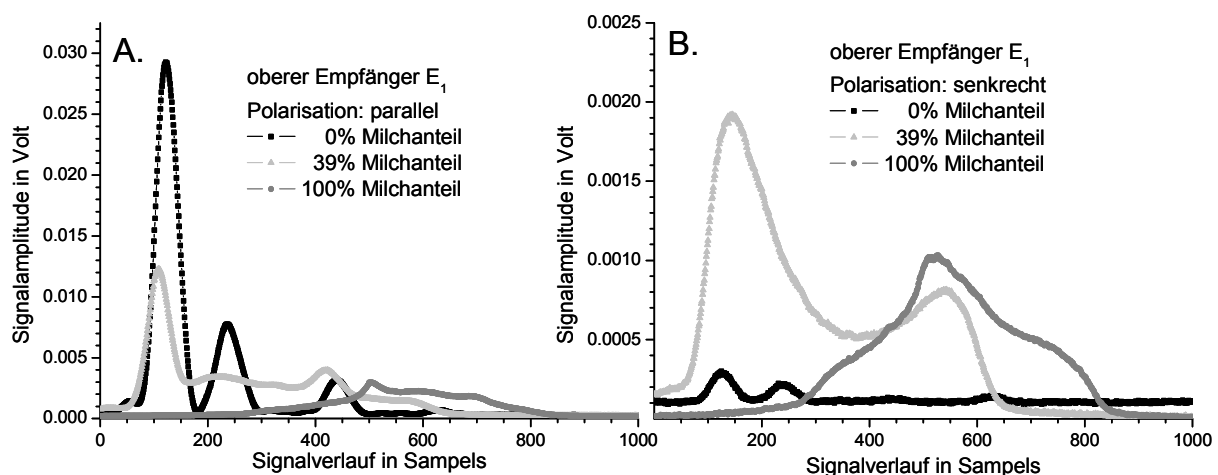 A.
oberer Empfänger E1
Polarisation: parallel
0% Milchanteil
39% Milchanteil
100% Milchanteil
Signalamplitude in Volt
0.030
0.025
0.020
0.015
0.010
0.005
0.000
0 200 400 600 800 1000
Signalverlauf in Sampels
B.
oberer Empfänger E1
Polarisation: senkrecht
0% Milchanteil
39% Milchanteil
100% Milchanteil
Signalamplitude in Volt
0.0025
0.0020
0.0015
0.0010
0.0005
200 400 600 800 1000
Signalverlauf in Sampels